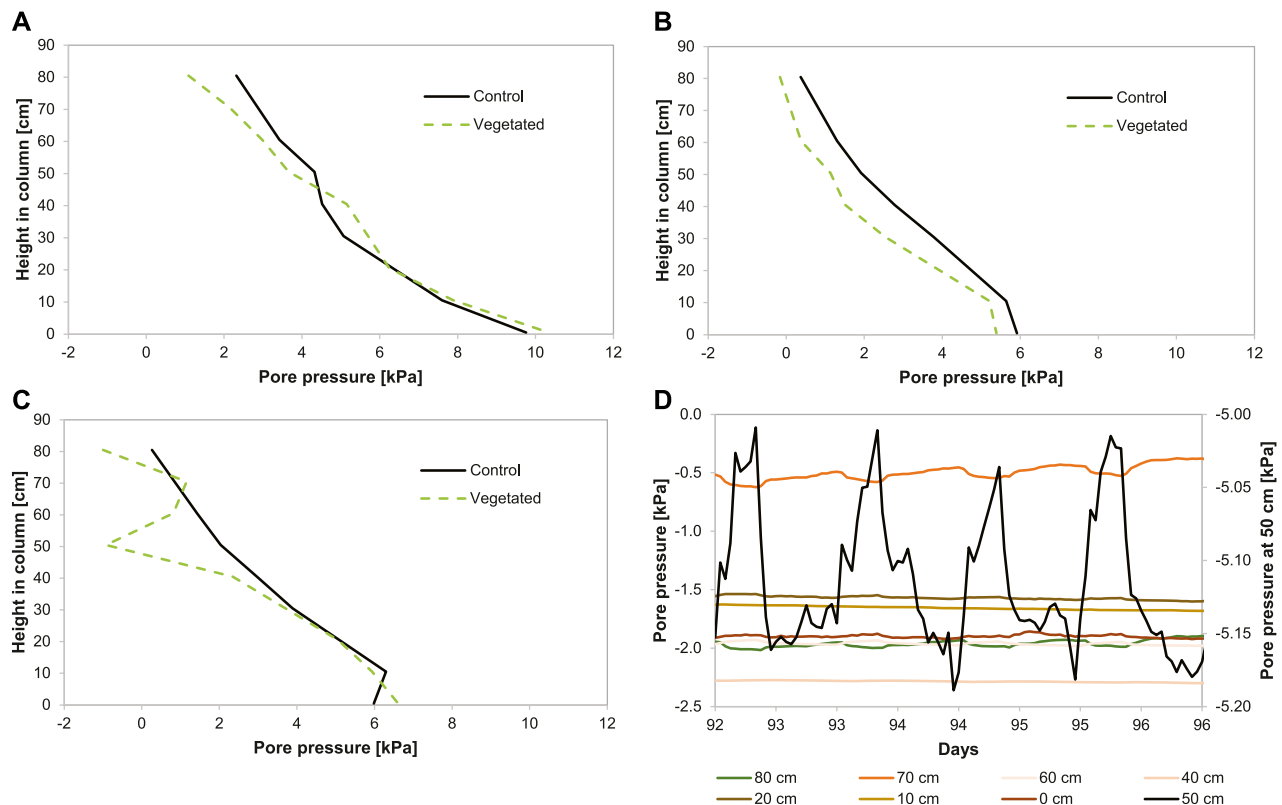 A
90
80
70
60
50
40
30
20
10
0
Height in column [cm]
-2 0 2 4 6 8 10 12
Pore pressure [kPa]
Control
Vegetated
B
90
80
70
60
50
40
30
20
10
0
Height in column [cm]
-2 0 2 4 6 8 10 12
Pore pressure [kPa]
Control
Vegetated
C
90
80
70
60
50
40
30
20
10
0
Height in column [cm]
-2 0 2 4 6 8 10 12
Pore pressure [kPa]
Control
Vegetated
D
0.0
-0.5
-1.0
-1.5
-2.0
-2.5
Pore pressure [kPa]
-5.00
-5.05
-5.10
-5.15
-5.20
Pore pressure at 50 cm [kPa]
92 93 93 94 94 95 95 96 96
Days
80 cm 70 cm 60 cm 40 cm
20 cm 10 cm 0 cm 50 cm